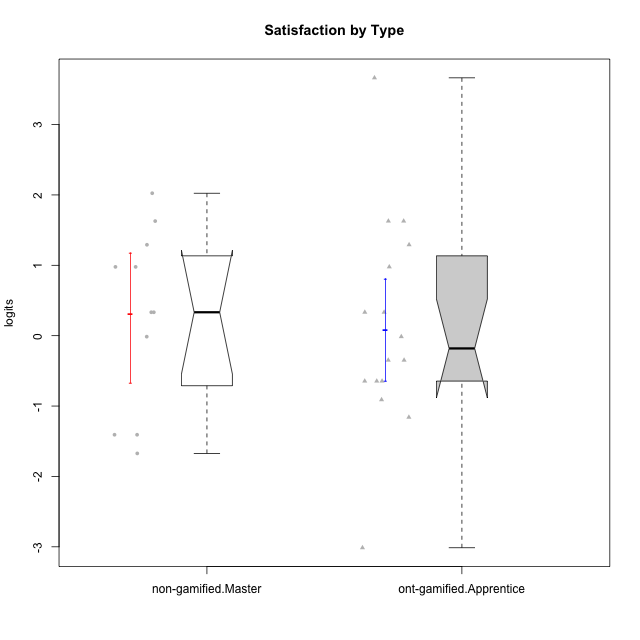 Satisfaction by Type
logits
3
2
1
0
-1
-2
-3
non-gamified.Master
ont-gamified.Apprentice